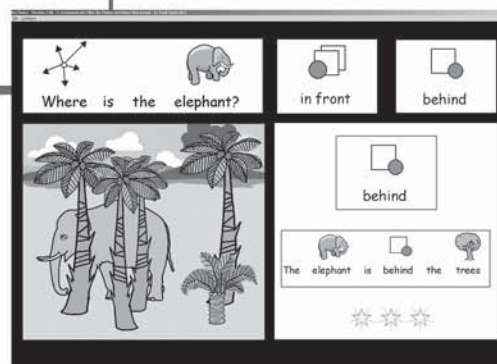 Where is the elephant?
in front
behind
behind
The elephant is behind the trees